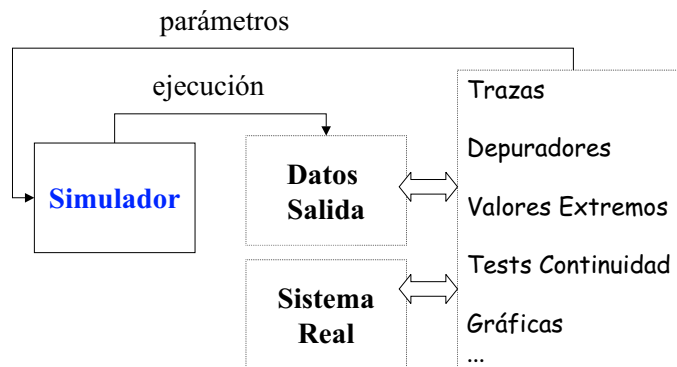 parámetros
ejecución
Simulador
Datos
Salida
Sistema
Real
Trazas
Depuradores
Valores Extremos
Tests Continuidad
Gráficas
...